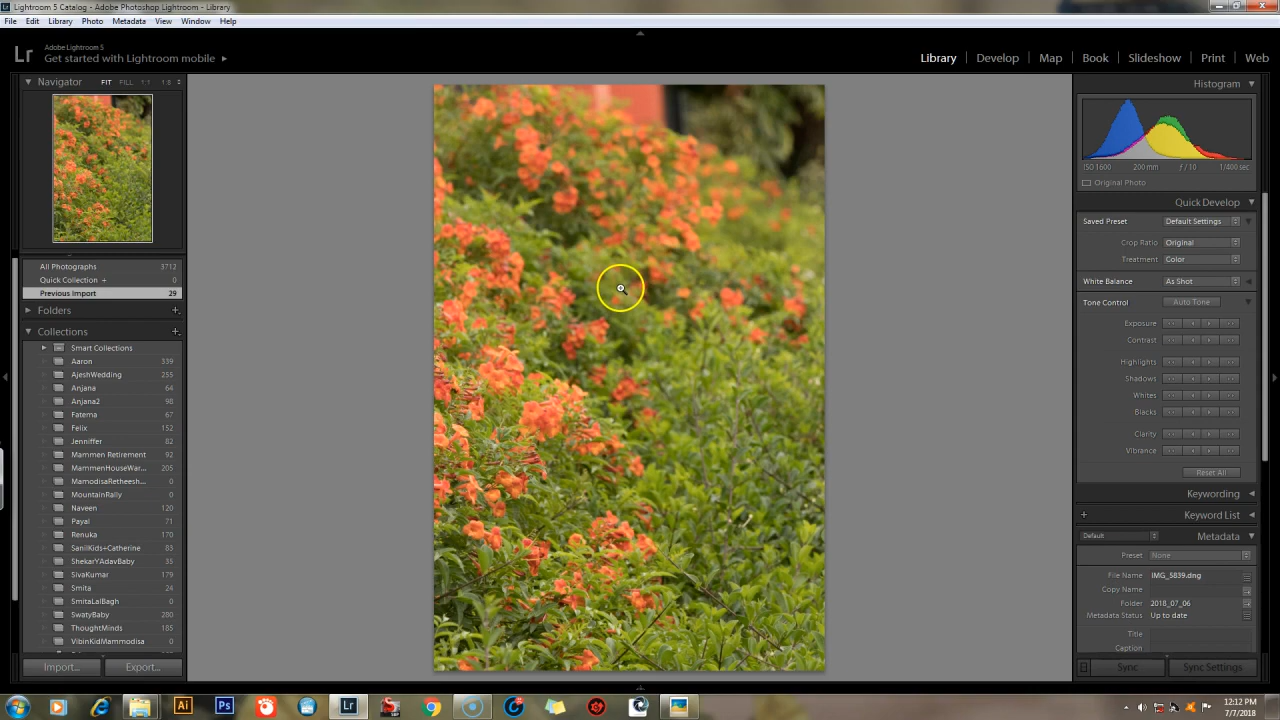 Lightroom 5 Catalog - Adobe Photoshop Lightroom - Library
File Edit Library Photo Metadata View Window Help
Lr
Adobe Lightroom 5
Get started with Lightroom mobile
Library | Develop | Map | Book | Slideshow | Print | Web
Navigator FIT FILL 1:1 1:8
All Photographs 3712
Quick Collection + 0
Previous Import 29
Folders
Collections
Smart Collections
Aaron 339
AjeshWedding 255
Anjana 64
Anjana2 98
Fatema 67
Felix 152
Jenniffer 82
Mammen Retirement 92
MammenHouseWar... 205
MamodisaRetheesh... 0
MountainRally 0
Naveen 120
Payal 71
Renuka 170
SanilKids+Catherine 83
ShekarYAdavBaby 35
SivaKumar 179
Smita 24
SmitaLalBagh 0
SwatyBaby 280
ThoughtMinds 185
VibinKidMammodisa 0
Import... Export...
Histogram
ISO 1600 200 mm ƒ / 10 1/400 sec
Original Photo
Quick Develop
Saved Preset Default Settings
Crop Ratio Original
Treatment Color
White Balance As Shot
Tone Control Auto Tone
Exposure
Contrast
Highlights
Shadows
Whites
Blacks
Clarity
Vibrance
Reset All
Keywording
Keyword List
Default Metadata
Preset None
File Name IMG_5839.dng
Copy Name
Folder 2018_07_06
Metadata Status Up to date
Title
Caption
Sync Sync Settings
Ai Ps Lr
12:12 PM
7/7/2018